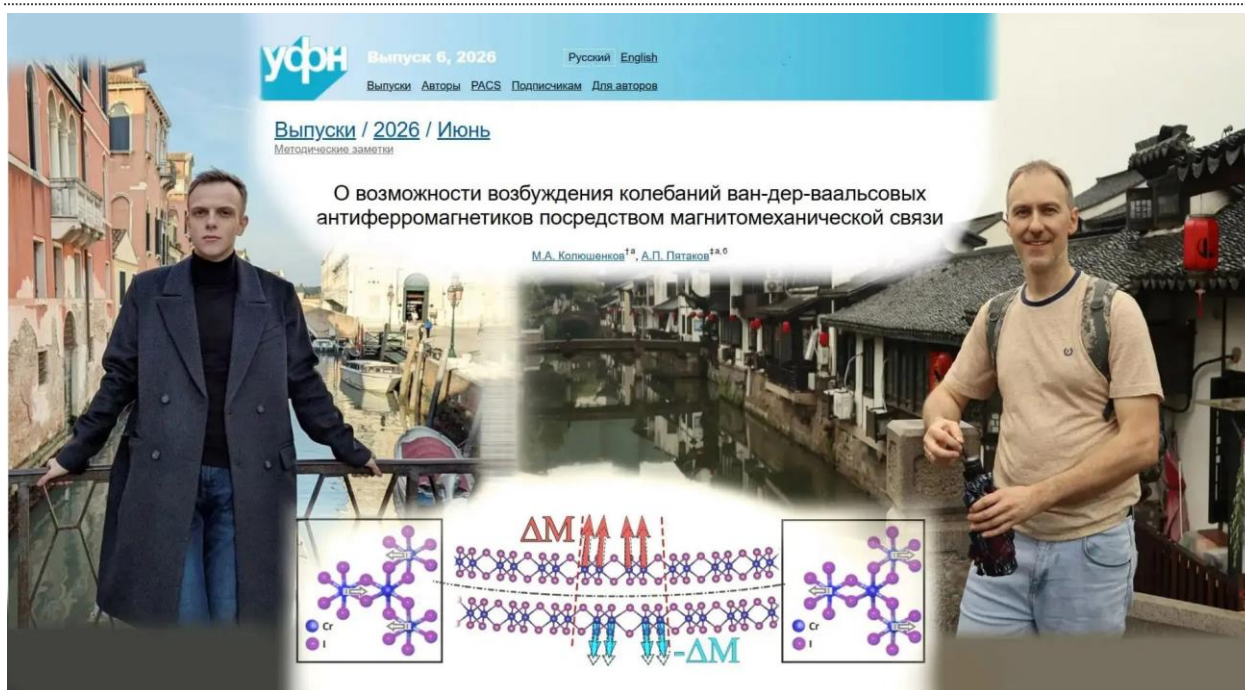 уфн
Выпуск 6, 2026
Русский English
Выпуски Авторы PACS Подписчикам Для авторов
Выпуски / 2026 / Июнь
Методические заметки
О возможности возбуждения колебаний ван-дер-ваальсовых
антиферромагнетиков посредством магнитомеханической связи
М.А. Колюшенков†а, А.П. Пятаков‡а,б
ΔM
-ΔM
Cr
I
Cr
I